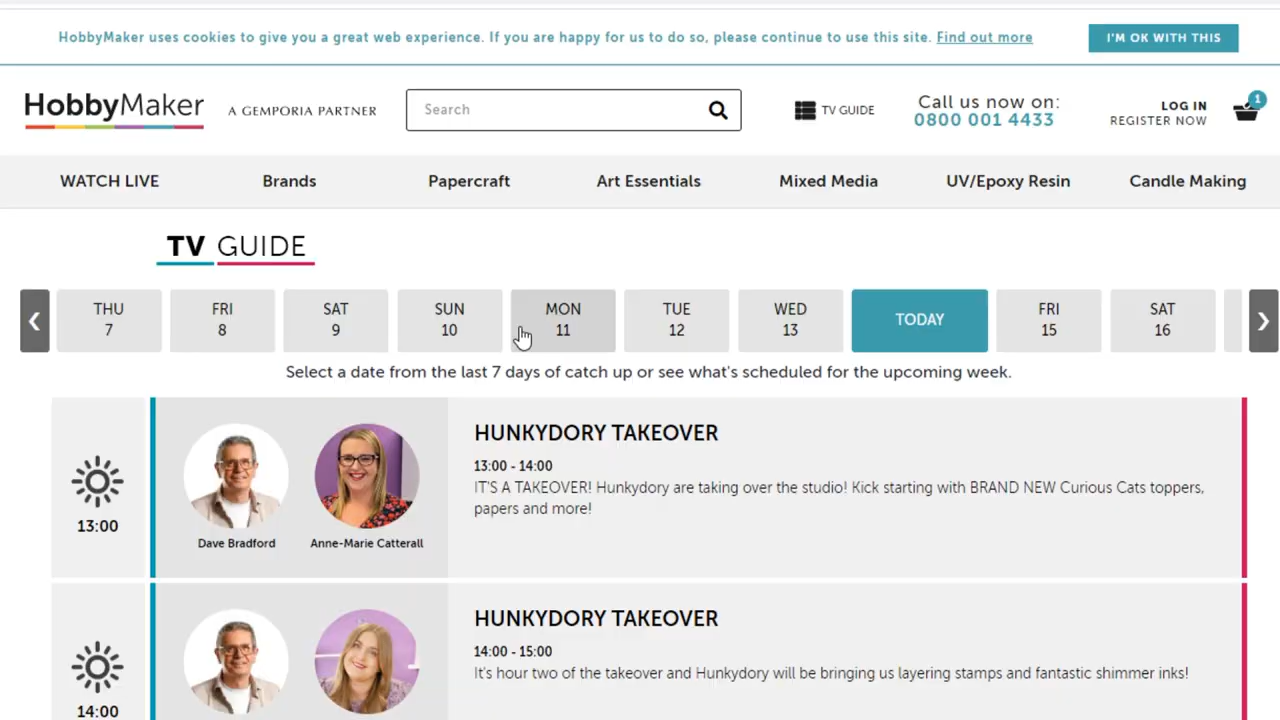 HobbyMaker uses cookies to give you a great web experience. If you are happy for us to do so, please continue to use this site. Find out more
I'M OK WITH THIS
HobbyMaker
A GEMPORIA PARTNER
Search
TV GUIDE
Call us now on:
0800 001 4433
LOG IN
REGISTER NOW
1
WATCH LIVE
Brands
Papercraft
Art Essentials
Mixed Media
UV/Epoxy Resin
Candle Making
TV GUIDE
THU
7
FRI
8
SAT
9
SUN
10
MON
11
TUE
12
WED
13
TODAY
FRI
15
SAT
16
Select a date from the last 7 days of catch up or see what's scheduled for the upcoming week.
13:00
Dave Bradford
Anne-Marie Catterall
HUNKYDORY TAKEOVER
13:00 - 14:00
IT'S A TAKEOVER! Hunkydory are taking over the studio! Kick starting with BRAND NEW Curious Cats toppers,
papers and more!
14:00
HUNKYDORY TAKEOVER
14:00 - 15:00
It's hour two of the takeover and Hunkydory will be bringing us layering stamps and fantastic shimmer inks!